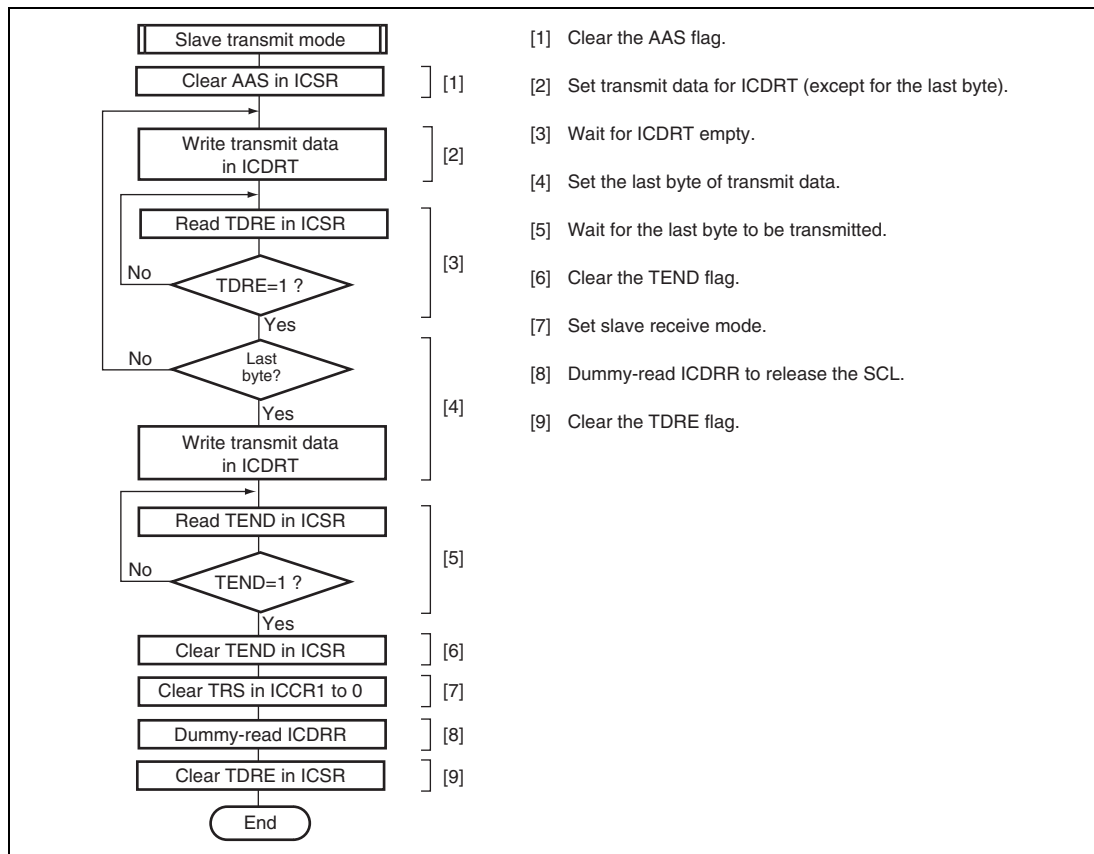 Slave transmit mode
Clear AAS in ICSR
[1]
Write transmit data
in ICDRT
[2]
Read TDRE in ICSR
No
TDRE=1 ?
[3]
Yes
No
Last
byte?
Yes
[4]
Write transmit data
in ICDRT
Read TEND in ICSR
No
TEND=1 ?
[5]
Yes
Clear TEND in ICSR
[6]
Clear TRS in ICCR1 to 0
[7]
Dummy-read ICDRR
[8]
Clear TDRE in ICSR
[9]
End
[1] Clear the AAS flag.
[2] Set transmit data for ICDRT (except for the last byte).
[3] Wait for ICDRT empty.
[4] Set the last byte of transmit data.
[5] Wait for the last byte to be transmitted.
[6] Clear the TEND flag.
[7] Set slave receive mode.
[8] Dummy-read ICDRR to release the SCL.
[9] Clear the TDRE flag.